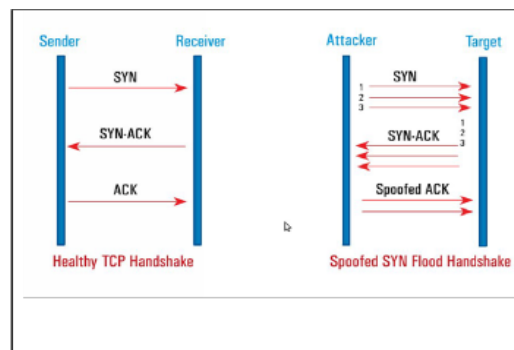 Sender
Receiver
SYN
SYN-ACK
ACK
Healthy TCP Handshake
Attacker
Target
SYN
1
2
3
1
2
3
SYN-ACK
Spoofed ACK
Spoofed SYN Flood Handshake